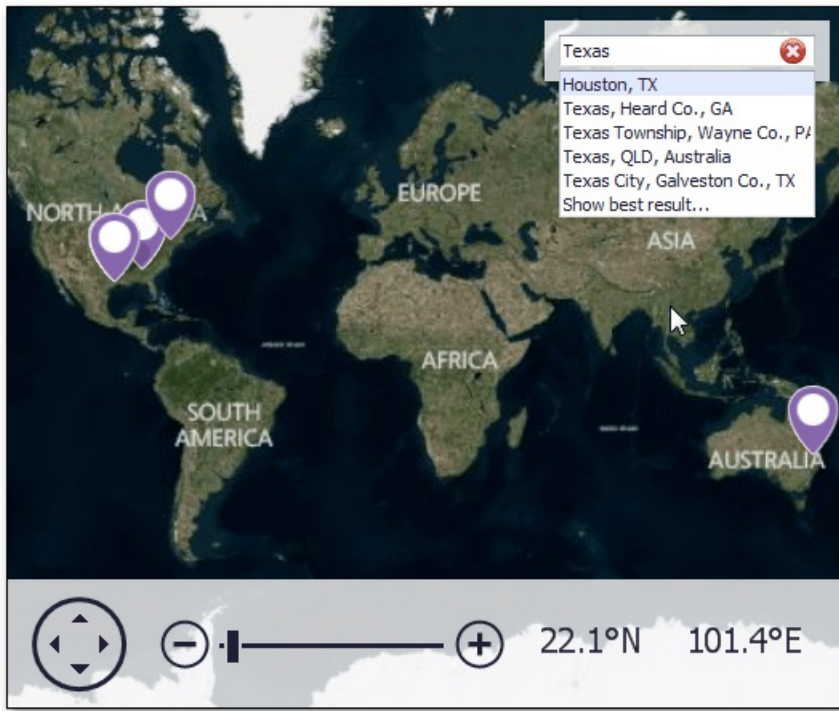 Texas
Houston, TX
Texas, Heard Co., GA
Texas Township, Wayne Co., PA
Texas, QLD, Australia
Texas City, Galveston Co., TX
Show best result...
NORTH A
A
EUROPE
ASIA
AFRICA
SOUTH
AMERICA
AUSTRALIA
22.1°N 101.4°E